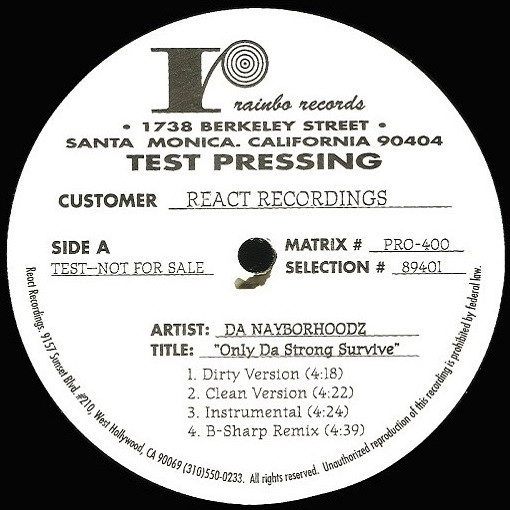 r
rainbo records
• 1738 BERKELEY STREET •
SANTA MONICA. CALIFORNIA 90404
TEST PRESSING
CUSTOMER REACT RECORDINGS
SIDE A
TEST—NOT FOR SALE
MATRIX # PRO-400
SELECTION # 89401
ARTIST: DA NAYBORHOODZ
TITLE: "Only Da Strong Survive"
1. Dirty Version (4:18)
2. Clean Version (4:22)
3. Instrumental (4:24)
4. B-Sharp Remix (4:39)
React Recordings. 9157 Sunset Blvd. #210, West Hollywood, CA 90069 (310)550-0233. All rights reserved. Unauthorized reproduction of this recording is prohibited by federal law.